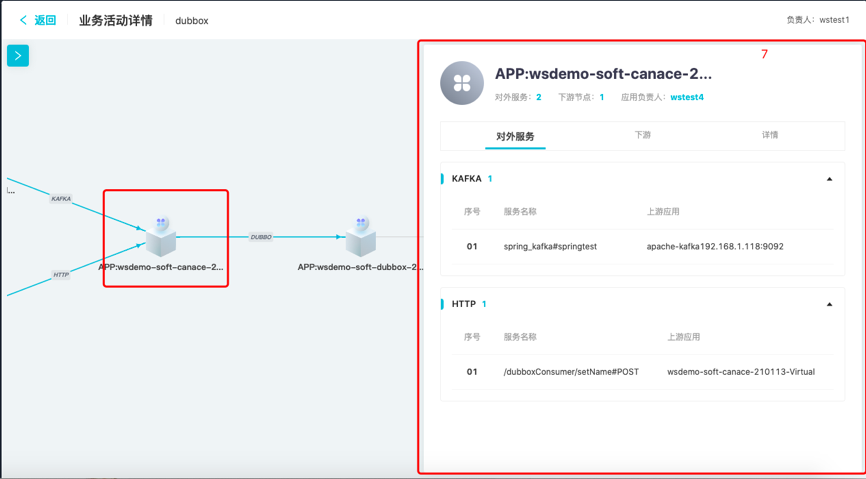 返回 业务活动详情 dubbox 负责人：wstest1
7
APP:wsdemo-soft-canace-2...
对外服务：2 下游节点：1 应用负责人：wstest4
对外服务 下游 详情
KAFKA 1
序号 服务名称 上游应用
01 spring_kafka#springtest apache-kafka192.168.1.118:9092
HTTP 1
序号 服务名称 上游应用
01 /dubboxConsumer/setName#POST wsdemo-soft-canace-210113-Virtual
KAFKA
DUBBO
HTTP
APP:wsdemo-soft-canace-2...
APP:wsdemo-soft-dubbox-2...